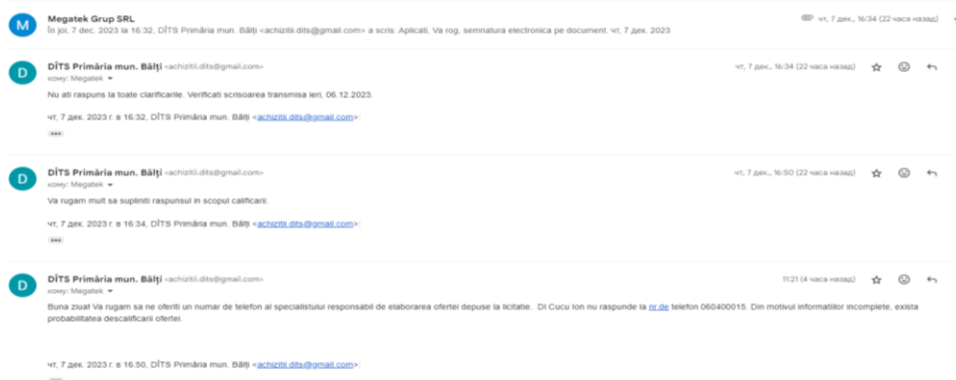 M
Megatek Grup SRL
чт, 7 дек., 16:34 (22 часа назад)
În joi, 7 dec. 2023 la 16:32, DÎTS Primăria mun. Bălți <achizitii.dits@gmail.com> a scris: Aplicati, Va rog, semnatura electronica pe document. чт, 7 дек. 2023
D
DÎTS Primăria mun. Bălți <achizitii.dits@gmail.com>
чт, 7 дек., 16:34 (22 часа назад)
кому: Megatek
Nu ati raspuns la toate clarificarile. Verificati scrisoarea transmisa ieri, 06.12.2023.
чт, 7 дек. 2023 г. в 16:32, DÎTS Primăria mun. Bălți <achizitii.dits@gmail.com>:
D
DÎTS Primăria mun. Bălți <achizitii.dits@gmail.com>
чт, 7 дек., 16:50 (22 часа назад)
кому: Megatek
Va rugam mult sa supliniti raspunsul in scopul calificarii.
чт, 7 дек. 2023 г. в 16:34, DÎTS Primăria mun. Bălți <achizitii.dits@gmail.com>:
D
DÎTS Primăria mun. Bălți <achizitii.dits@gmail.com>
11:21 (4 часа назад)
кому: Megatek
Buna ziua! Va rugam sa ne oferiti un numar de telefon al specialistului responsabil de elaborarea ofertei depuse la licitatie. Dl Cucu Ion nu raspunde la nr.de telefon 060400015. Din motivul informatiilor incomplete, exista
probabilitatea descalificarii ofertei.
чт, 7 дек. 2023 г. в 16:50, DÎTS Primăria mun. Bălți <achizitii.dits@gmail.com>: